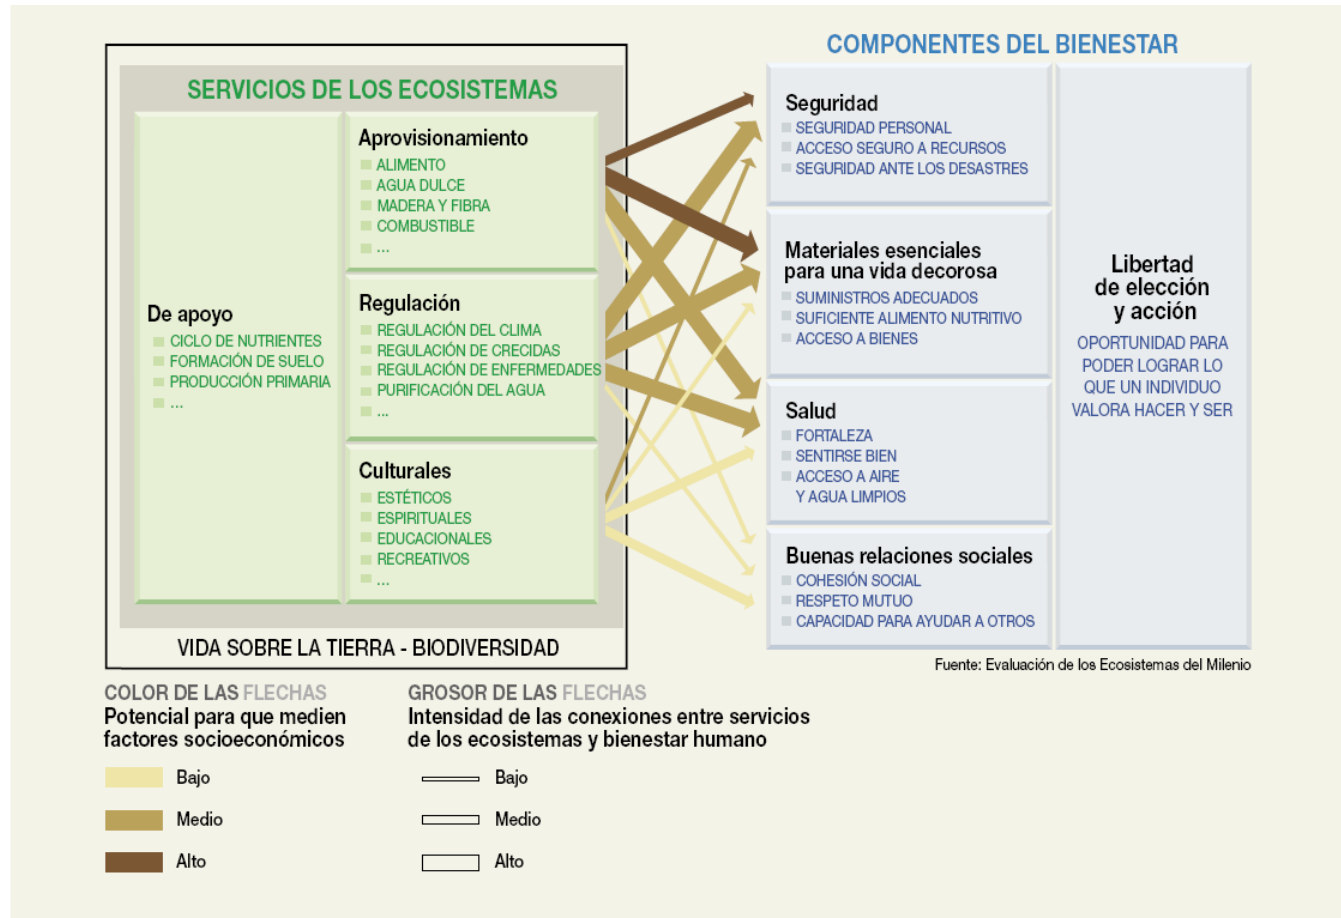 COMPONENTES DEL BIENESTAR
SERVICIOS DE LOS ECOSISTEMAS
De apoyo
CICLO DE NUTRIENTES
FORMACIÓN DE SUELO
PRODUCCIÓN PRIMARIA
...
Aprovisionamiento
ALIMENTO
AGUA DULCE
MADERA Y FIBRA
COMBUSTIBLE
...
Regulación
REGULACIÓN DEL CLIMA
REGULACIÓN DE CRECIDAS
REGULACIÓN DE ENFERMEDADES
PURIFICACIÓN DEL AGUA
...
Culturales
ESTÉTICOS
ESPIRITUALES
EDUCACIONALES
RECREATIVOS
...
VIDA SOBRE LA TIERRA - BIODIVERSIDAD
Seguridad
SEGURIDAD PERSONAL
ACCESO SEGURO A RECURSOS
SEGURIDAD ANTE LOS DESASTRES
Materiales esenciales
para una vida decorosa
SUMINISTROS ADECUADOS
SUFICIENTE ALIMENTO NUTRITIVO
ACCESO A BIENES
Salud
FORTALEZA
SENTIRSE BIEN
ACCESO A AIRE
Y AGUA LIMPIOS
Buenas relaciones sociales
COHESIÓN SOCIAL
RESPETO MUTUO
CAPACIDAD PARA AYUDAR A OTROS
Libertad
de elección
y acción
OPORTUNIDAD PARA
PODER LOGRAR LO
QUE UN INDIVIDUO
VALORA HACER Y SER
Fuente: Evaluación de los Ecosistemas del Milenio
COLOR DE LAS FLECHAS
Potencial para que medien
factores socioeconómicos
Bajo
Medio
Alto
GROSOR DE LAS FLECHAS
Intensidad de las conexiones entre servicios
de los ecosistemas y bienestar humano
Bajo
Medio
Alto